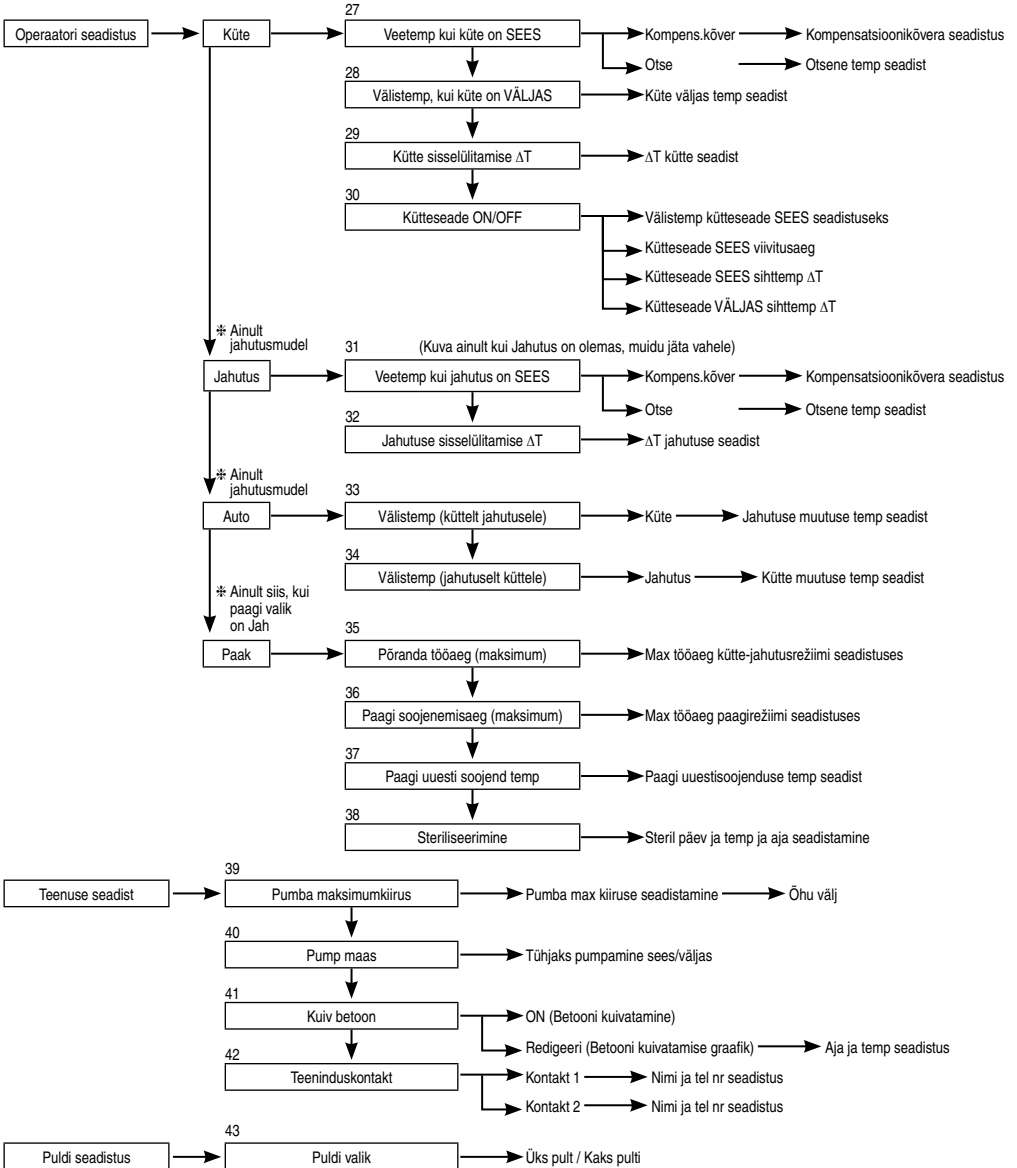 27
Operaatori seadistus Küte Veetemp kui küte on SEES Kompens.kõver Kompensatsioonikõvera seadistus
Otse Otsene temp seadist
28
Välistemp, kui küte on VÄLJAS Küte väljas temp seadist
29
Kütte sisselülitamise ΔT ΔT kütte seadist
30
Kütteseade ON/OFF Välistemp kütteseade SEES seadistuseks
Kütteseade SEES viivitusaeg
Kütteseade SEES sihttemp ΔT
Kütteseade VÄLJAS sihttemp ΔT
❈ Ainult
jahutusmudel
31 (Kuva ainult kui Jahutus on olemas, muidu jäta vahele)
Jahutus Veetemp kui jahutus on SEES Kompens.kõver Kompensatsioonikõvera seadistus
Otse Otsene temp seadist
32
Jahutuse sisselülitamise ΔT ΔT jahutuse seadist
❈ Ainult
jahutusmudel
33
Auto Välistemp (küttelt jahutusele) Küte Jahutuse muutuse temp seadist
34
Välistemp (jahutuselt küttele) Jahutus Kütte muutuse temp seadist
❈ Ainult siis, kui
paagi valik
on Jah
35
Paak Põranda tööaeg (maksimum) Max tööaeg kütte-jahutusrežiimi seadistuses
36
Paagi soojenemisaeg (maksimum) Max tööaeg paagirežiimi seadistuses
37
Paagi uuesti soojend temp Paagi uuestisoojenduse temp seadist
38
Steriliseerimine Steril päev ja temp ja aja seadistamine
39
Teenuse seadist Pumba maksimumkiirus Pumba max kiiruse seadistamine Õhu välj
40
Pump maas Tühjaks pumpamine sees/väljas
41
Kuiv betoon ON (Betooni kuivatamine)
Redigeeri (Betooni kuivatamise graafik) Aja ja temp seadistus
42
Teeninduskontakt Kontakt 1 Nimi ja tel nr seadistus
Kontakt 2 Nimi ja tel nr seadistus
43
Puldi seadistus Puldi valik Üks pult / Kaks pulti